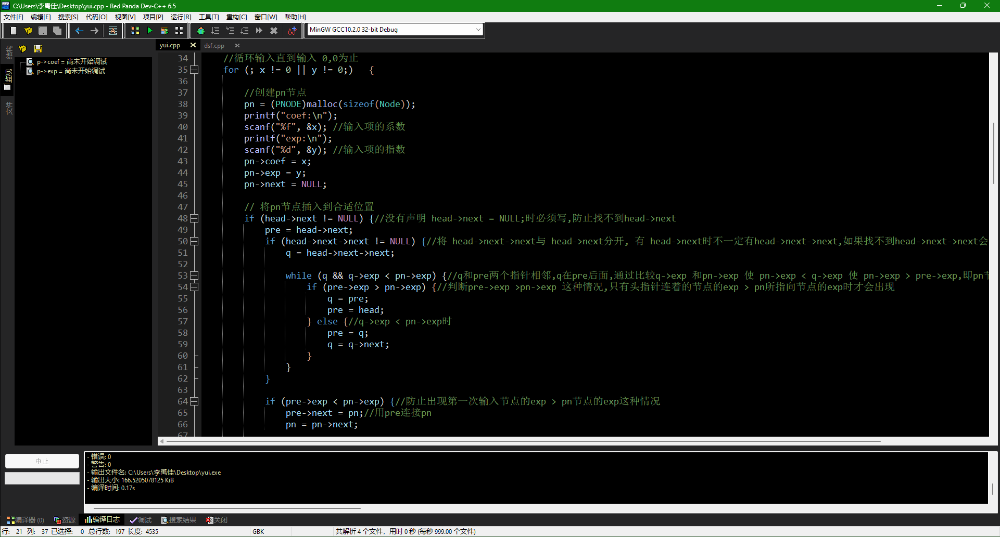 C:\Users\李禹佳\Desktop\yui.cpp - Red Panda Dev-C++ 6.5
文件[F] 编辑[E] 搜索[S] 代码[O] 视图[V] 项目[P] 运行[R] 工具[T] 重构[C] 窗口[W] 帮助[H]
MinGW GCC10.2.0 32-bit Debug
结构
监视
文件
p->coef = 尚未开始调试
p->exp = 尚未开始调试
yui.cpp dsf.cpp
34 //循环输入直到输入 0,0为止
35 for (; x != 0 || y != 0;) {
36
37 //创建pn节点
38 pn = (PNODE)malloc(sizeof(Node));
39 printf("coef:\n");
40 scanf("%f", &x); //输入项的系数
41 printf("exp:\n");
42 scanf("%d", &y); //输入项的指数
43 pn->coef = x;
44 pn->exp = y;
45 pn->next = NULL;
46
47 // 将pn节点插入到合适位置
48 if (head->next != NULL) {//没有声明 head->next = NULL;时必须写,防止找不到head->next
49 pre = head->next;
50 if (head->next->next != NULL) {//将 head->next->next与 head->next分开, 有 head->next时不一定有head->next->next,如果找不到head->next->next会
51 q = head->next->next;
52
53 while (q && q->exp < pn->exp) {//q和pre两个指针相邻,q在pre后面,通过比较q->exp 和pn->exp 使 pn->exp < q->exp 使 pn->exp > pre->exp,即pn节
54 if (pre->exp > pn->exp) {//判断pre->exp >pn->exp 这种情况,只有头指针连着的节点的exp > pn所指向节点的exp时才会出现
55 q = pre;
56 pre = head;
57 } else {//q->exp < pn->exp时
58 pre = q;
59 q = q->next;
60 }
61 }
62 }
63
64 if (pre->exp < pn->exp) {//防止出现第一次输入节点的exp > pn节点的exp这种情况
65 pre->next = pn;//用pre连接pn
66 pn = pn->next;
67
中止
- 错误: 0
- 警告: 0
- 输出文件名: C:\Users\李禹佳\Desktop\yui.exe
- 输出大小: 166.5205078125 KiB
- 编译时间: 0.17s
编译器 (0) 资源 编译日志 调试 搜索结果 关闭
行: 21 列: 37 已选择: 0 总行数: 197 长度: 4535 GBK 共解析 4 个文件, 用时 0 秒 (每秒 999.00 个文件)